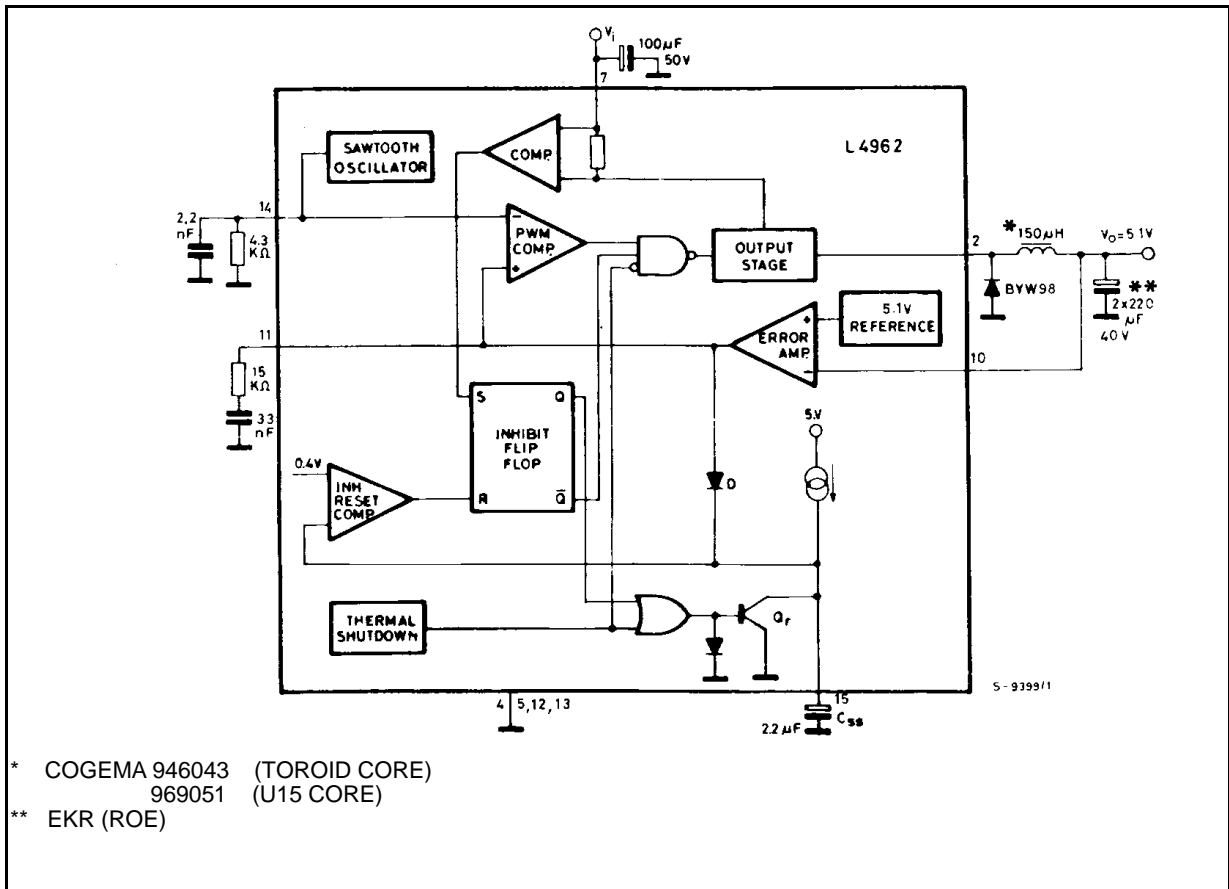 Vi
100µF
50V
7
L4962
SAWTOOTH
OSCILLATOR
COMP.
14
2,2
nF
4.3
KΩ
-
PWM
COMP.
+
OUTPUT
STAGE
2
* 150µH
Vo=5.1V
BYW98
**
2x220
µF
40V
5.1V
REFERENCE
+
ERROR
AMP.
-
10
11
15
KΩ
33
nF
S
Q
INHIBIT
FLIP
FLOP
R
Q̅
0.4V
INH
RESET
COMP.
D
5.V
THERMAL
SHUTDOWN
Qr
4
5,12,13
15
Css
2.2µF
S-9399/1
* COGEMA 946043 (TOROID CORE)
969051 (U15 CORE)
** EKR (ROE)